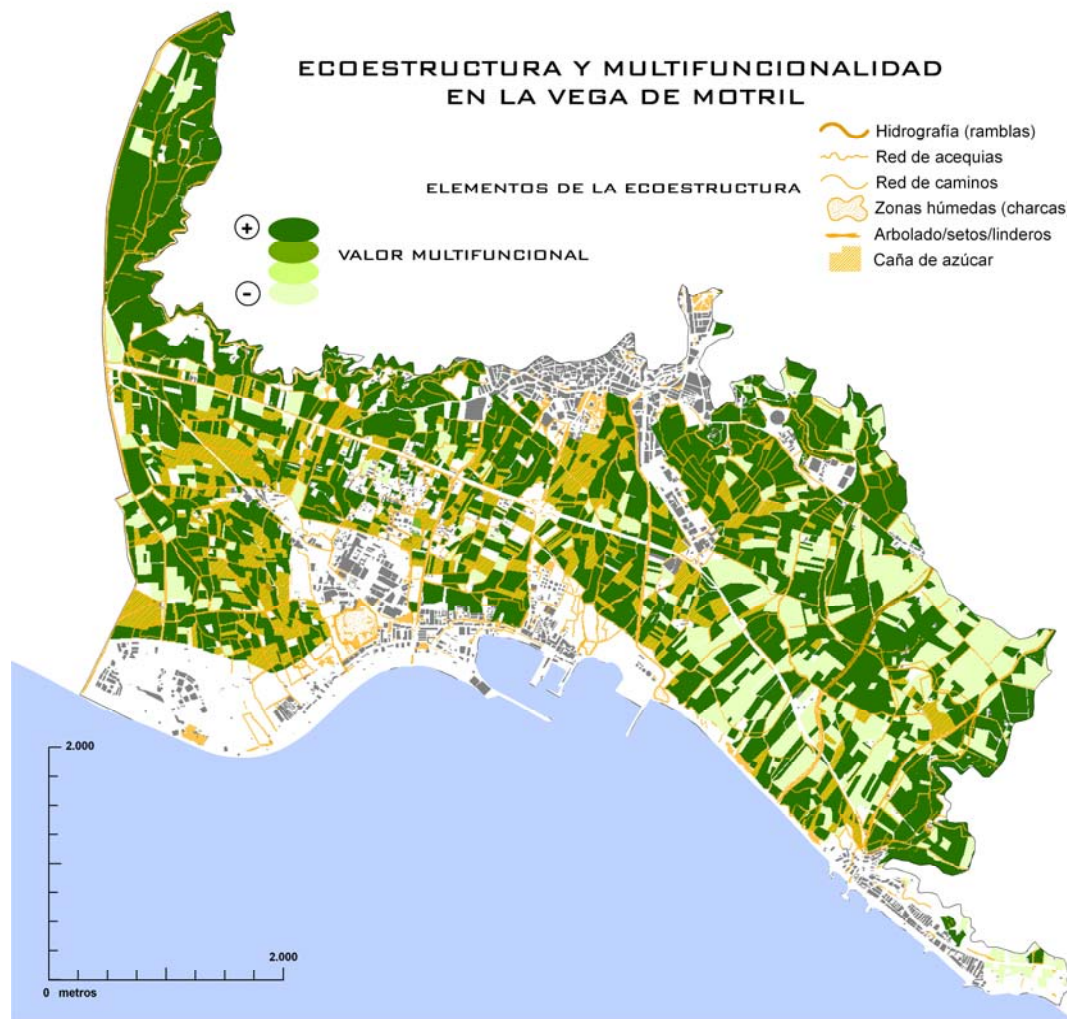 ECOESTRUCTURA Y MULTIFUNCIONALIDAD
EN LA VEGA DE MOTRIL
Hidrografía (ramblas)
Red de acequias
ELEMENTOS DE LA ECOESTRUCTURA
Red de caminos
Zonas húmedas (charcas
Arbolado/setos/linderos
Caña de azúcar
+
VALOR MULTIFUNCIONAL
-
2.000
2.000
0 metros